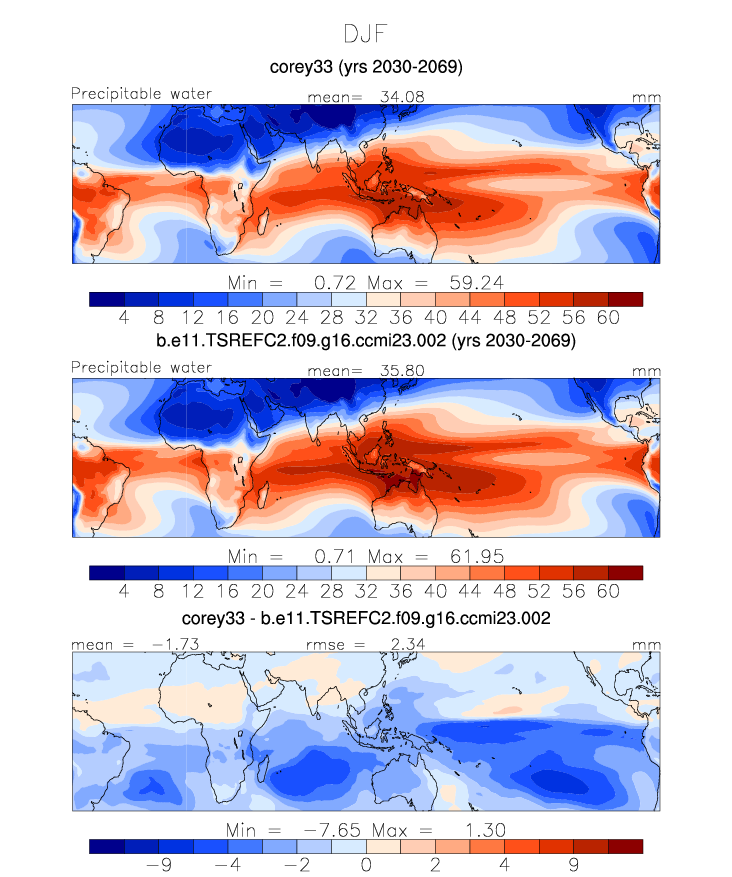 DJF
corey33 (yrs 2030-2069)
Precipitable water mean= 34.08 mm
Min = 0.72 Max = 59.24
4 8 12 16 20 24 28 32 36 40 44 48 52 56 60
b.e11.TSREFC2.f09.g16.ccmi23.002 (yrs 2030-2069)
Precipitable water mean= 35.80 mm
Min = 0.71 Max = 61.95
4 8 12 16 20 24 28 32 36 40 44 48 52 56 60
corey33 - b.e11.TSREFC2.f09.g16.ccmi23.002
mean = −1.73 rmse = 2.34 mm
Min = −7.65 Max = 1.30
−9 −4 −2 0 2 4 9